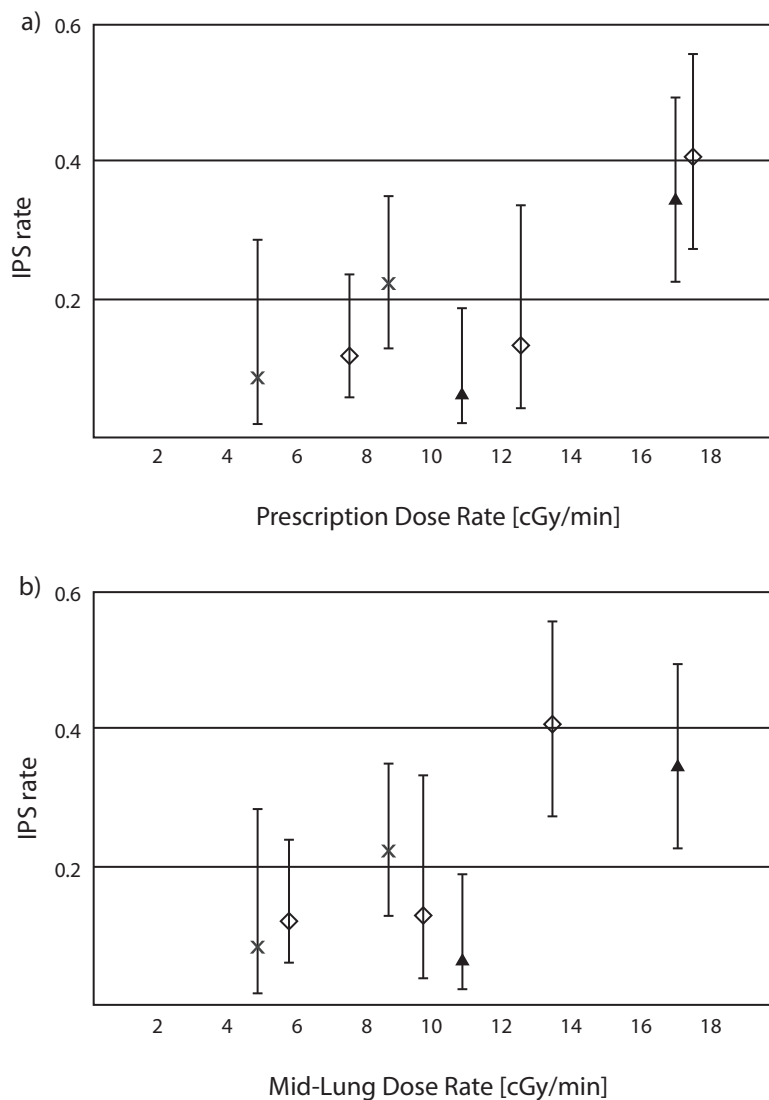 a)
0.6
0.4
0.2
IPS rate
2 4 6 8 10 12 14 16 18
Prescription Dose Rate [cGy/min]
b)
0.6
0.4
0.2
IPS rate
2 4 6 8 10 12 14 16 18
Mid-Lung Dose Rate [cGy/min]